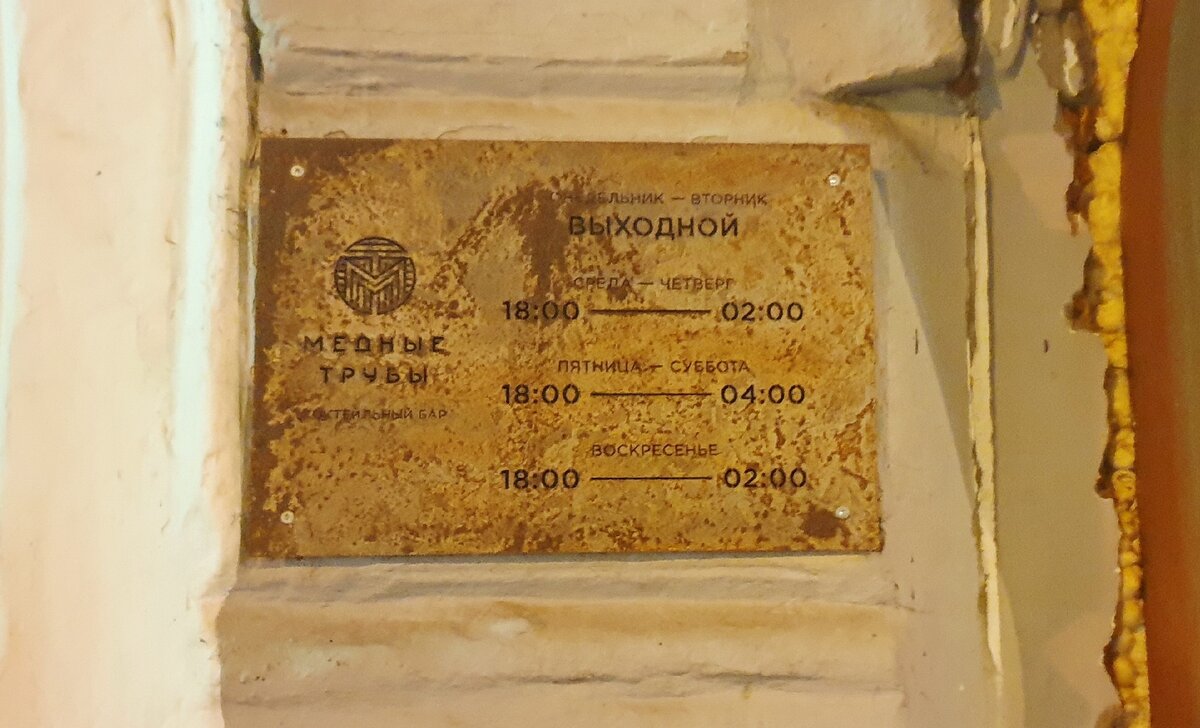 МЕДНЫЕ
ТРУБЫ
КОКТЕЙЛЬНЫЙ БАР
ПОНЕДЕЛЬНИК — ВТОРНИК
ВЫХОДНОЙ
СРЕДА — ЧЕТВЕРГ
18:00 — 02:00
ПЯТНИЦА — СУББОТА
18:00 — 04:00
ВОСКРЕСЕНЬЕ
18:00 — 02:00